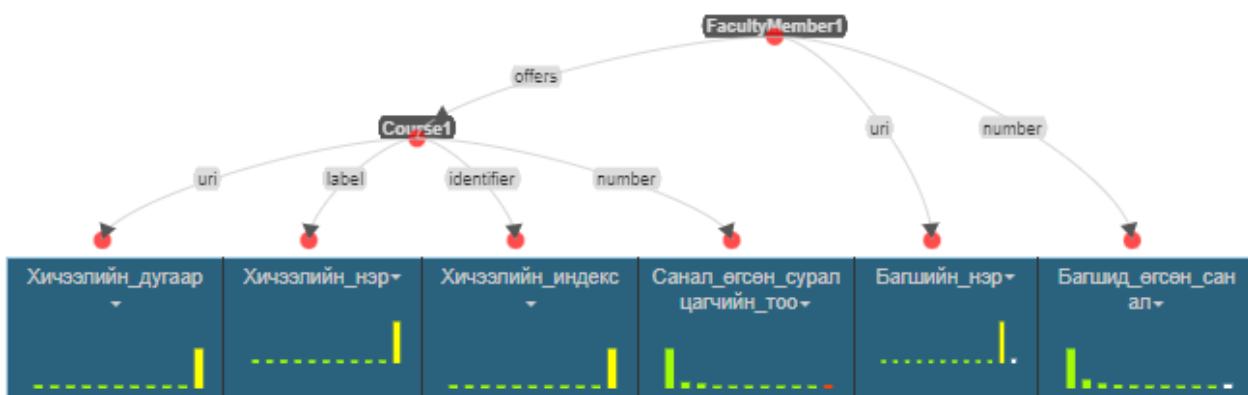 FacultyMember1
offers
Course1
uri
number
uri
label
identifier
number
Хичээлийн_дугаар
Хичээлийн_нэр
Хичээлийн_индекс
Санал_өгсөн_сурал
цагчийн_тоо
Багшийн_нэр
Багшид_өгсөн_сан
ал